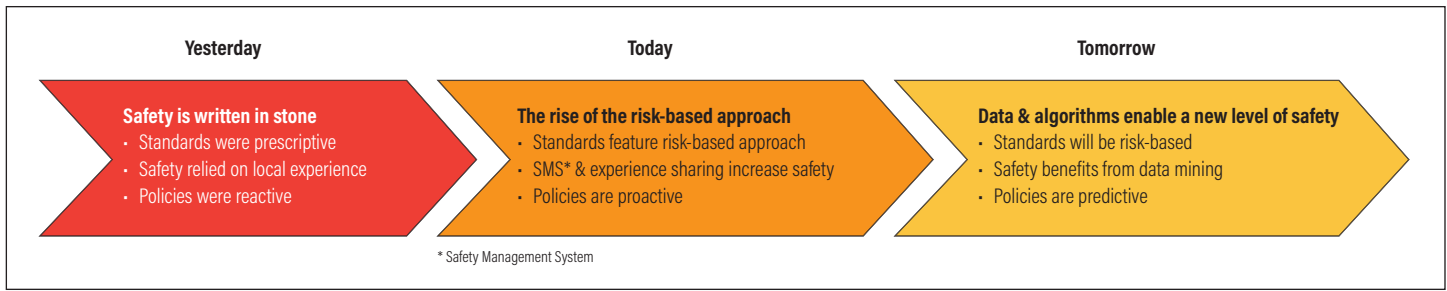 Yesterday
Safety is written in stone
· Standards were prescriptive
· Safety relied on local experience
· Policies were reactive
Today
The rise of the risk-based approach
· Standards feature risk-based approach
· SMS* & experience sharing increase safety
· Policies are proactive
* Safety Management System
Tomorrow
Data & algorithms enable a new level of safety
· Standards will be risk-based
· Safety benefits from data mining
· Policies are predictive